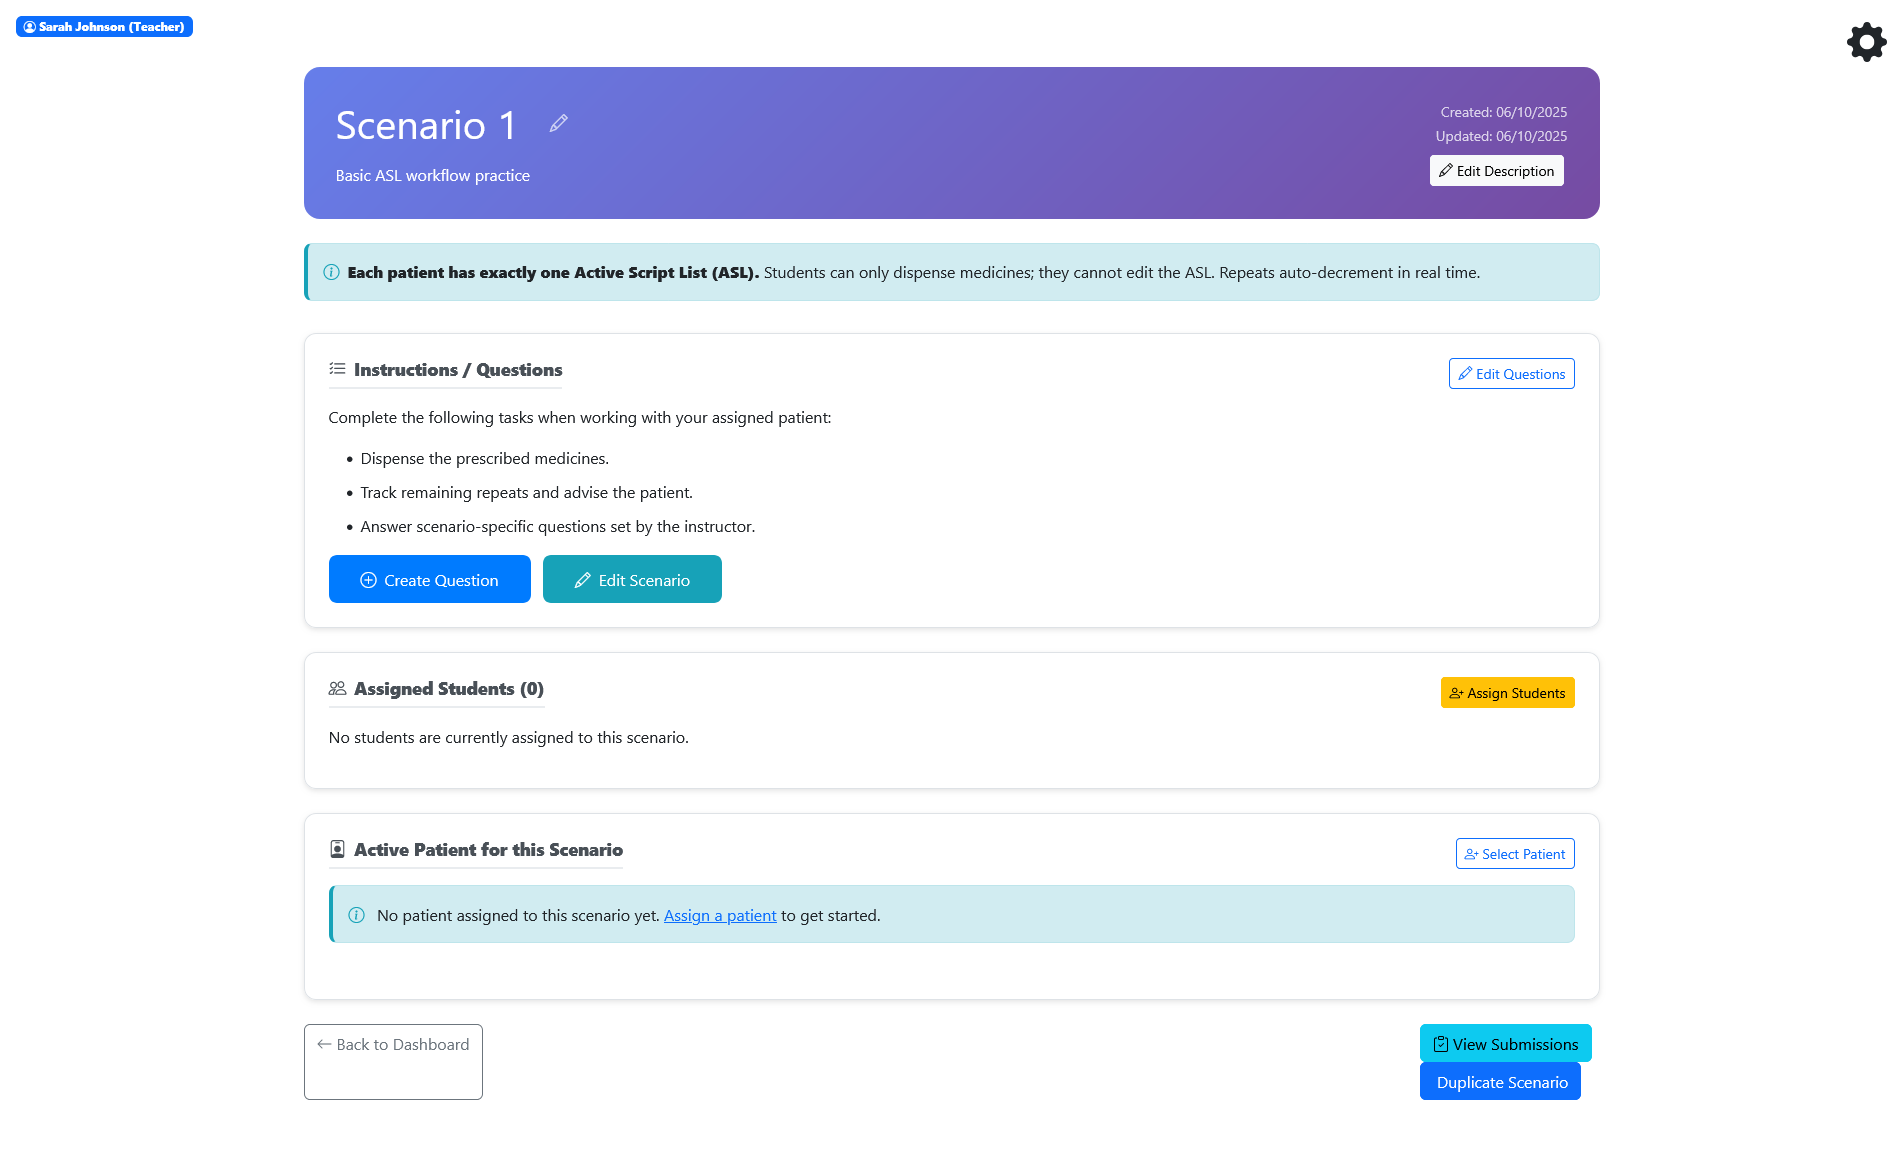 Sarah Johnson (Teacher)
Scenario 1
Basic ASL workflow practice
Created: 06/10/2025
Updated: 06/10/2025
Edit Description
Each patient has exactly one Active Script List (ASL). Students can only dispense medicines; they cannot edit the ASL. Repeats auto-decrement in real time.
Instructions / Questions
Edit Questions
Complete the following tasks when working with your assigned patient:
• Dispense the prescribed medicines.
• Track remaining repeats and advise the patient.
• Answer scenario-specific questions set by the instructor.
Create Question
Edit Scenario
Assigned Students (0)
Assign Students
No students are currently assigned to this scenario.
Active Patient for this Scenario
Select Patient
No patient assigned to this scenario yet. Assign a patient to get started.
← Back to Dashboard
View Submissions
Duplicate Scenario